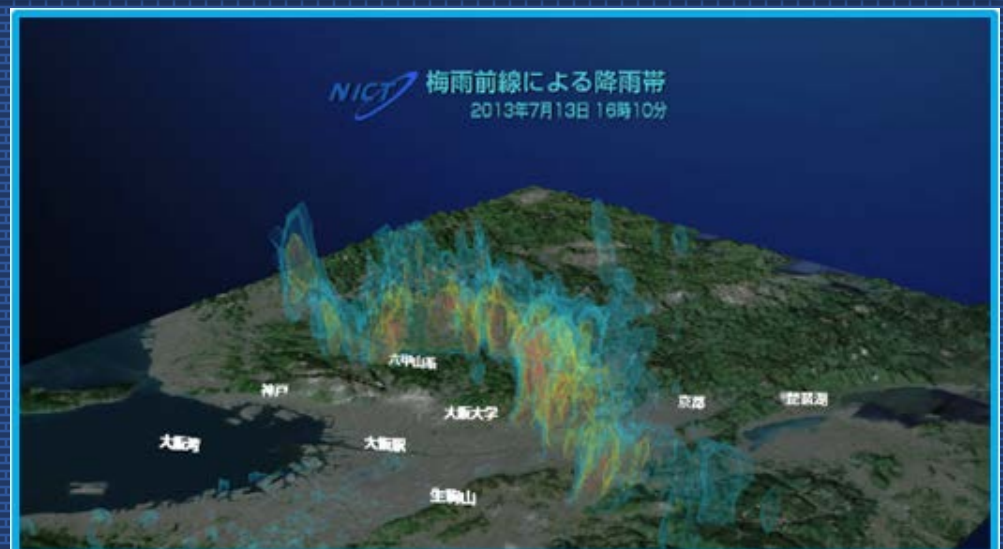 NICT 梅雨前線による降雨帯
2013年7月13日 16時10分
六甲山系
神戸
京都
琵琶湖
大阪大学
大阪湾
大阪駅
生駒山